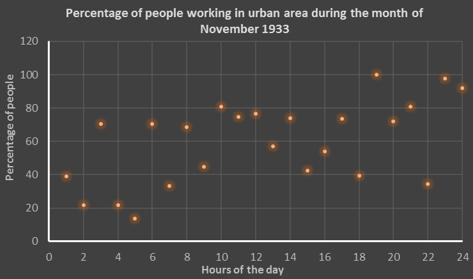 Percentage of people working in urban area during the month of
November 1933
120
100
80
60
40
20
0
Percentage of people
0 2 4 6 8 10 12 14 16 18 20 22 24
Hours of the day